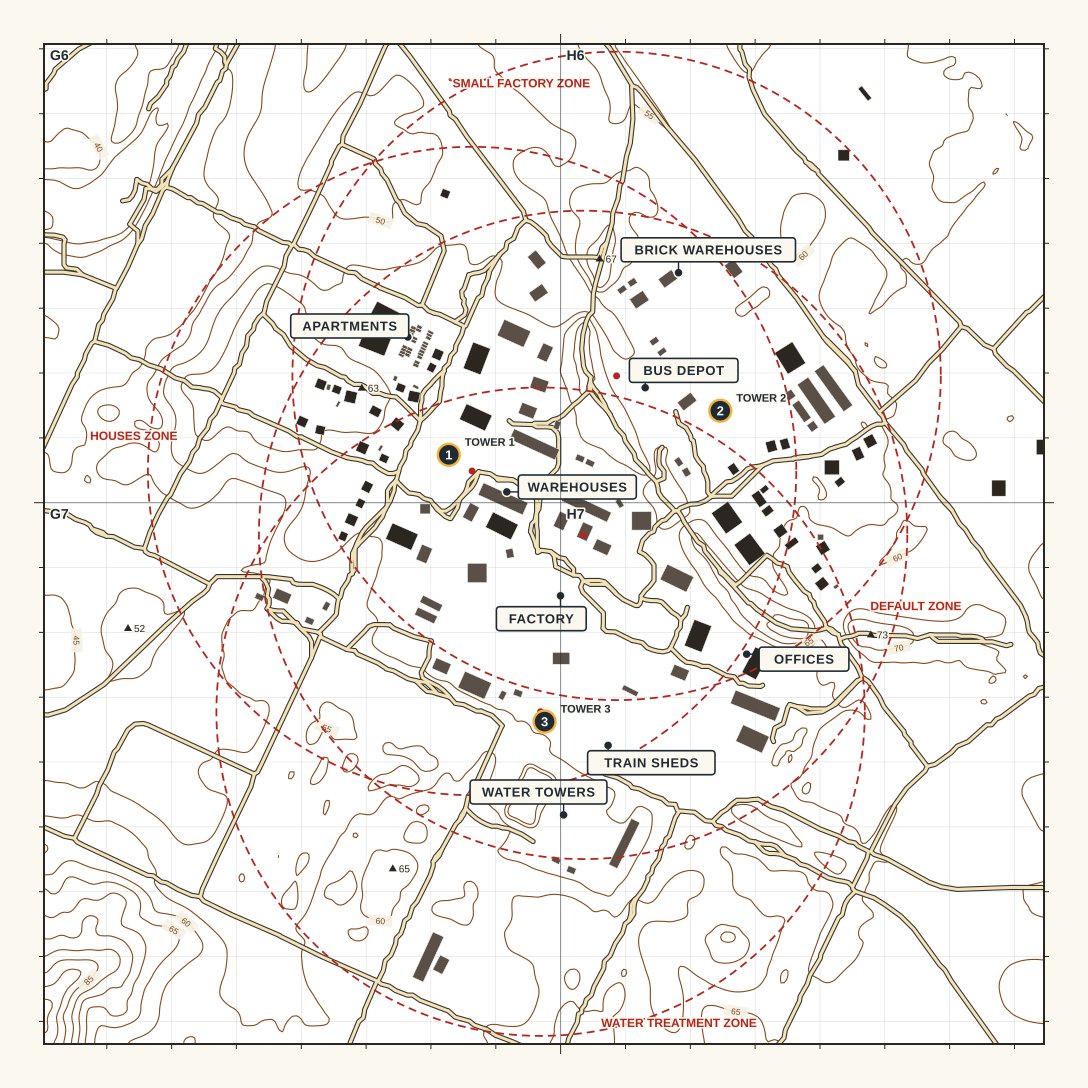 G6
H6
*SMALL FACTORY ZONE
55
40
50
BRICK WAREHOUSES
67
60
APARTMENTS
BUS DEPOT
63
TOWER 2
2
HOUSES ZONE
TOWER 1
1
WAREHOUSES
G7
H7
60
DEFAULT ZONE
FACTORY
52
45
73
65
70
OFFICES
TOWER 3
3
55
TRAIN SHEDS
WATER TOWERS
65
60
60
65
85
65
WATER TREATMENT ZONE